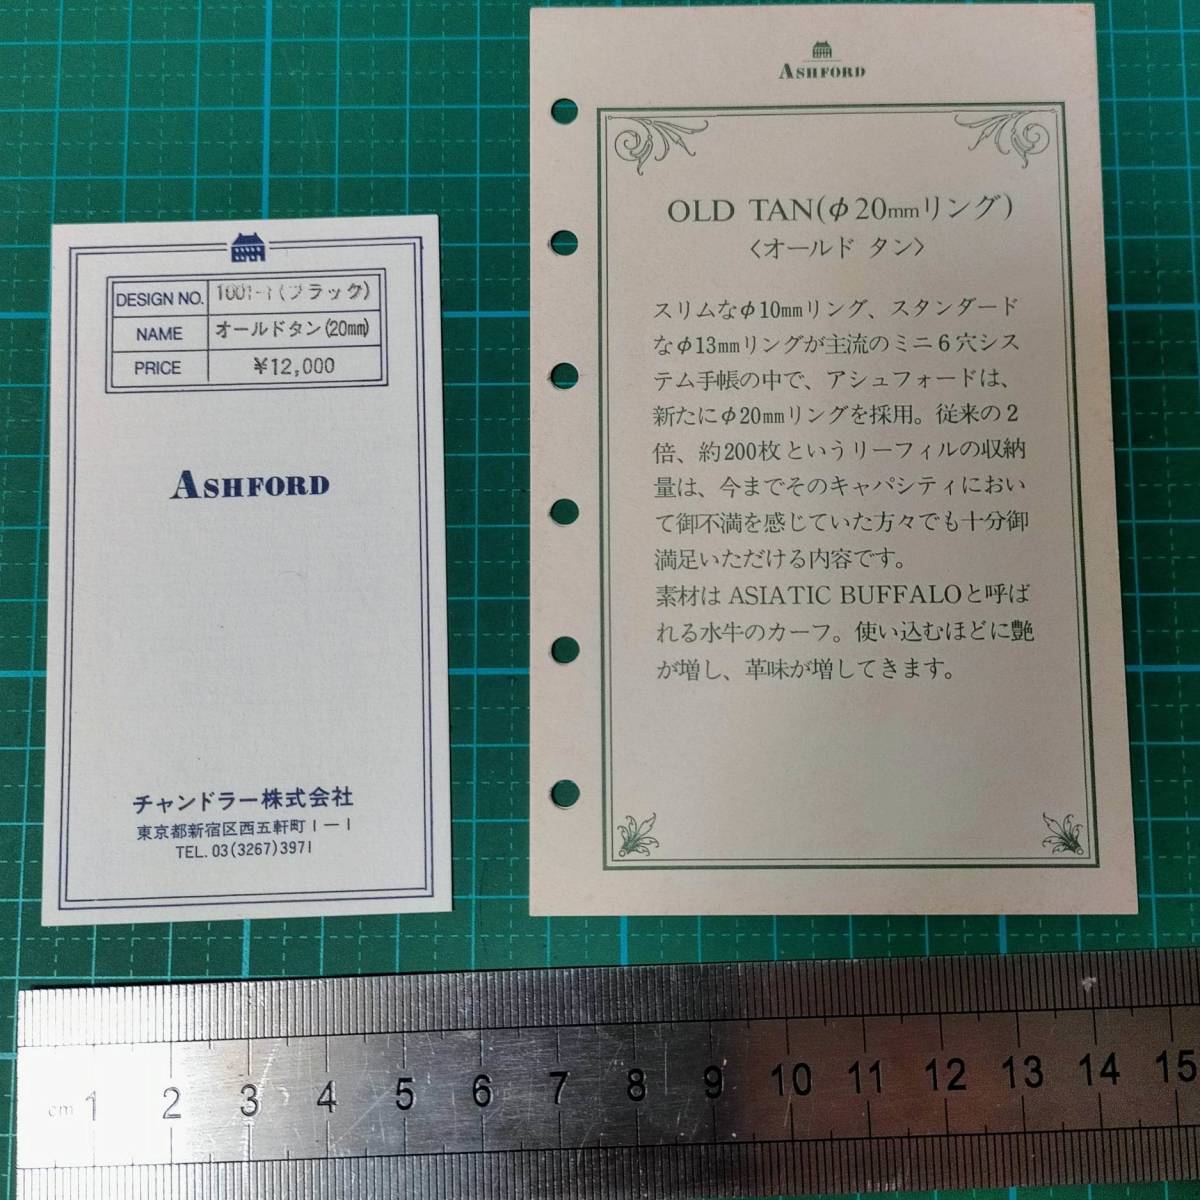 DESIGN NO. 1001-1(ブラック)
NAME オールドタン(20㎜)
PRICE ¥12,000
ASHFORD
チャンドラー株式会社
東京都新宿区西五軒町1-1
TEL. 03(3267)3971
ASHFORD
OLD TAN(φ20㎜リング)
〈オールド タン〉
スリムなφ10㎜リング、スタンダード
なφ13㎜リングが主流のミニ6穴シス
テム手帳の中で、アシュフォードは、
新たにφ20㎜リングを採用。従来の2
倍、約200枚というリーフィルの収納
量は、今までそのキャパシティにおい
て御不満を感じていた方々でも十分御
満足いただける内容です。
素材は ASIATIC BUFFALOと呼ば
れる水牛のカーフ。使い込むほどに艶
が増し、革味が増してきます。
cm 1 2 3 4 5 6 7 8 9 10 11 12 13 14 15